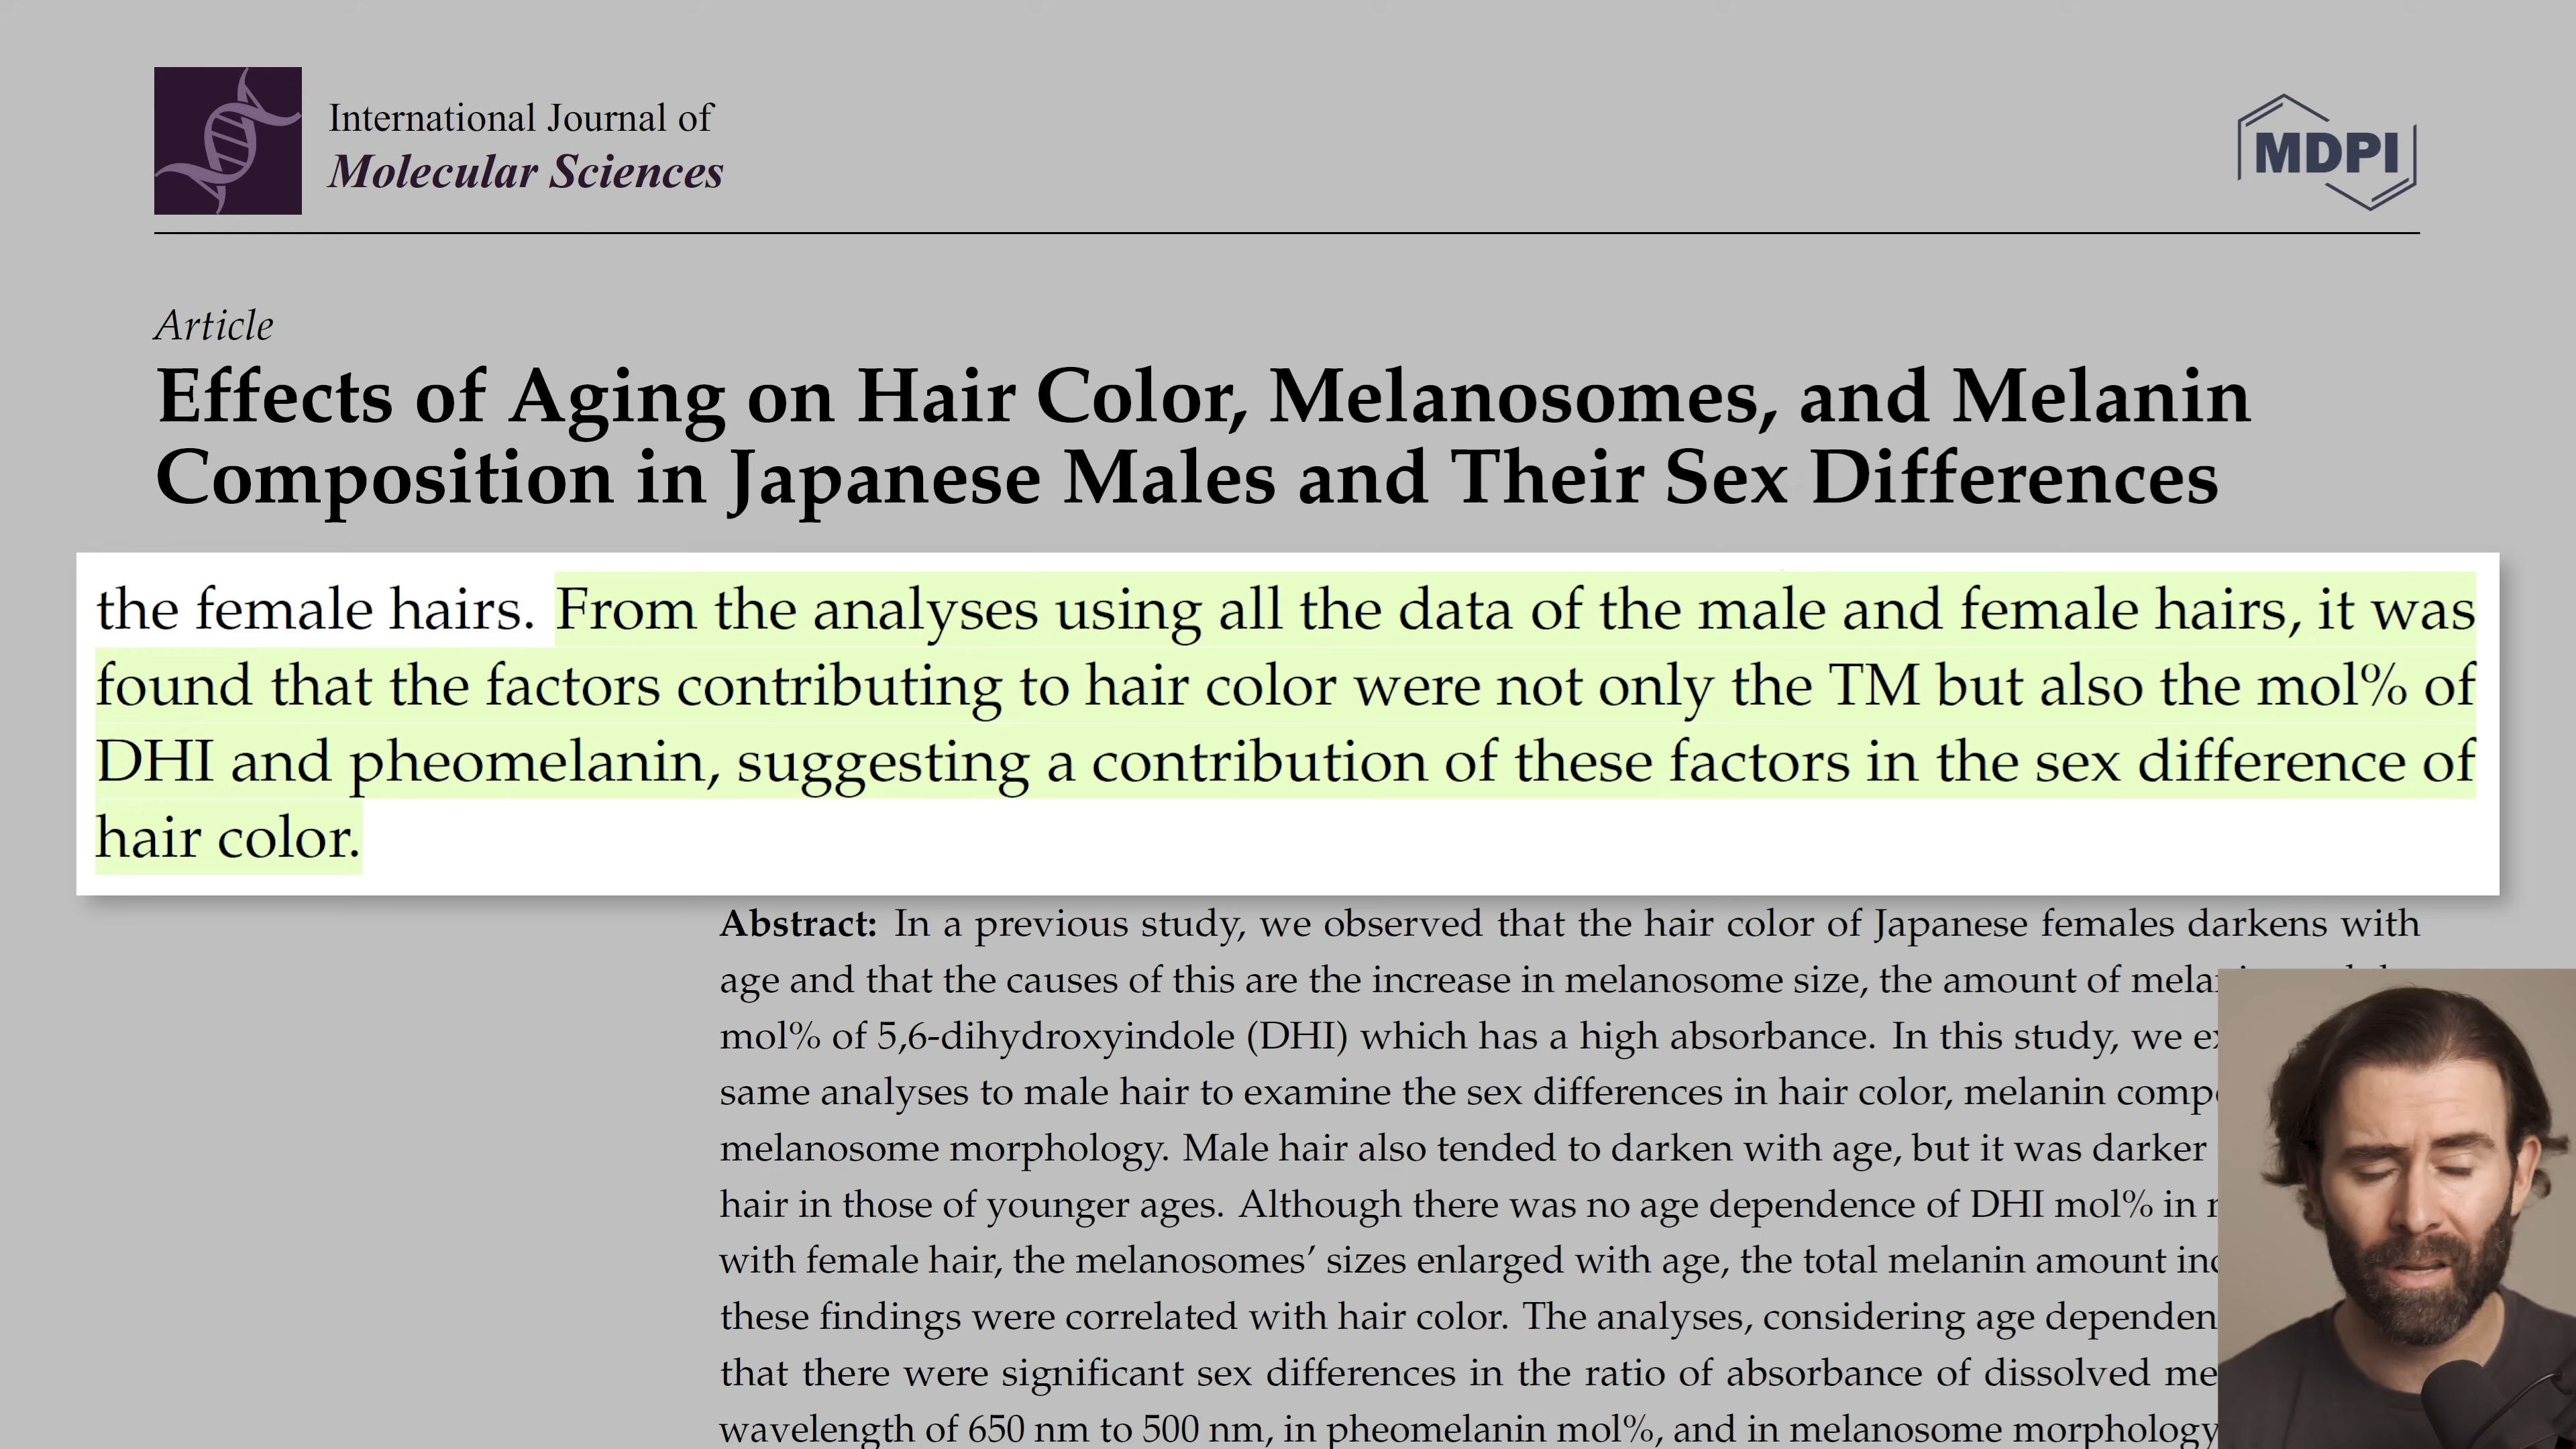 International Journal of
Molecular Sciences
MDPI
Article
Effects of Aging on Hair Color, Melanosomes, and Melanin
Composition in Japanese Males and Their Sex Differences
the female hairs. From the analyses using all the data of the male and female hairs, it was
found that the factors contributing to hair color were not only the TM but also the mol% of
DHI and pheomelanin, suggesting a contribution of these factors in the sex difference of
hair color.
Abstract: In a previous study, we observed that the hair color of Japanese females darkens with
age and that the causes of this are the increase in melanosome size, the amount of
mol% of 5,6-dihydroxyindole (DHI) which has a high absorbance. In this study, we
same analyses to male hair to examine the sex differences in hair color, melanin
melanosome morphology. Male hair also tended to darken with age, but it was darker
hair in those of younger ages. Although there was no age dependence of DHI mol% in
with female hair, the melanosomes’ sizes enlarged with age, the total melanin amount
these findings were correlated with hair color. The analyses, considering age
that there were significant sex differences in the ratio of absorbance of dissolved
wavelength of 650 nm to 500 nm, in pheomelanin mol%, and in melanosome morphology